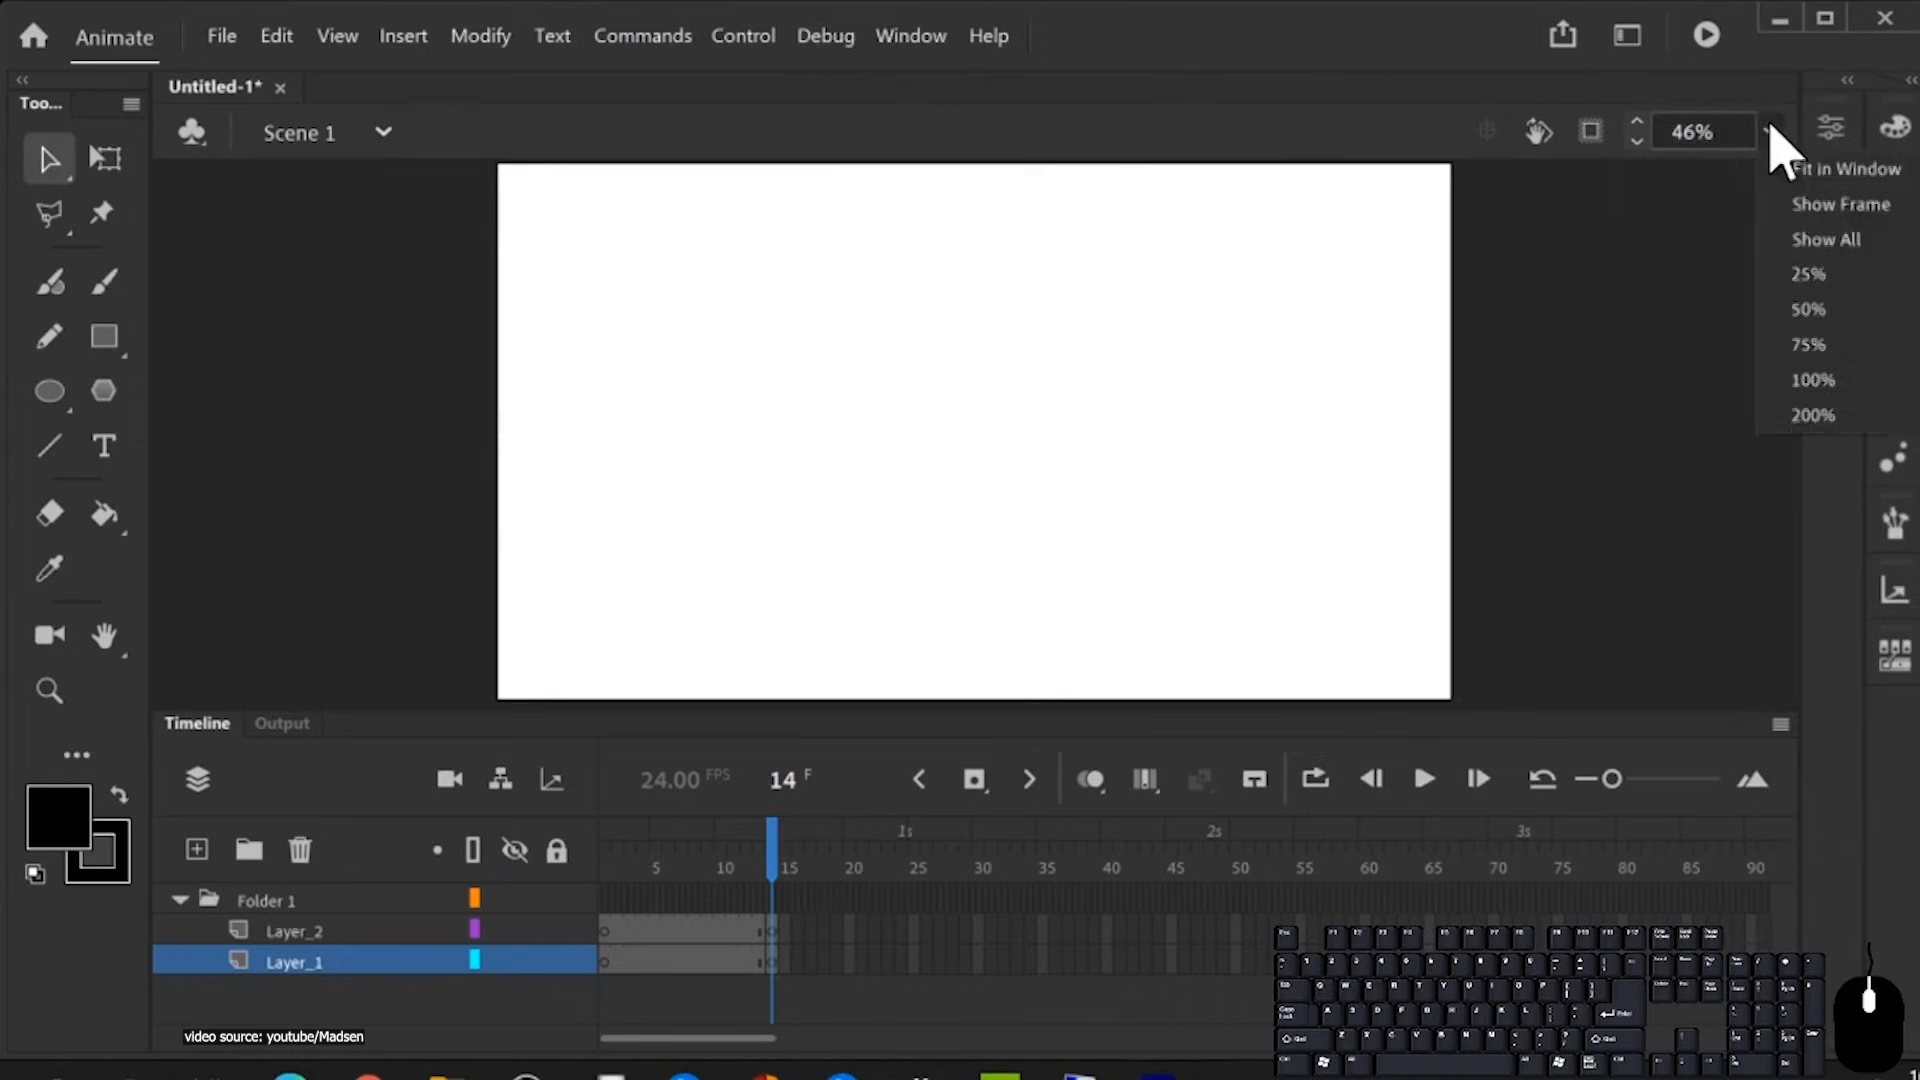 Animate File Edit View Insert Modify Text Commands Control Debug Window Help
Too...
Untitled-1*
Scene 1
46%
Fit in Window
Show Frame
Show All
25%
50%
75%
100%
200%
Timeline Output
24.00 FPS 14 F
1s 2s 3s
5 10 15 20 25 30 35 40 45 50 55 60 65 70 75 80 85 90
Folder 1
Layer_2
Layer_1
video source: youtube/Madsen